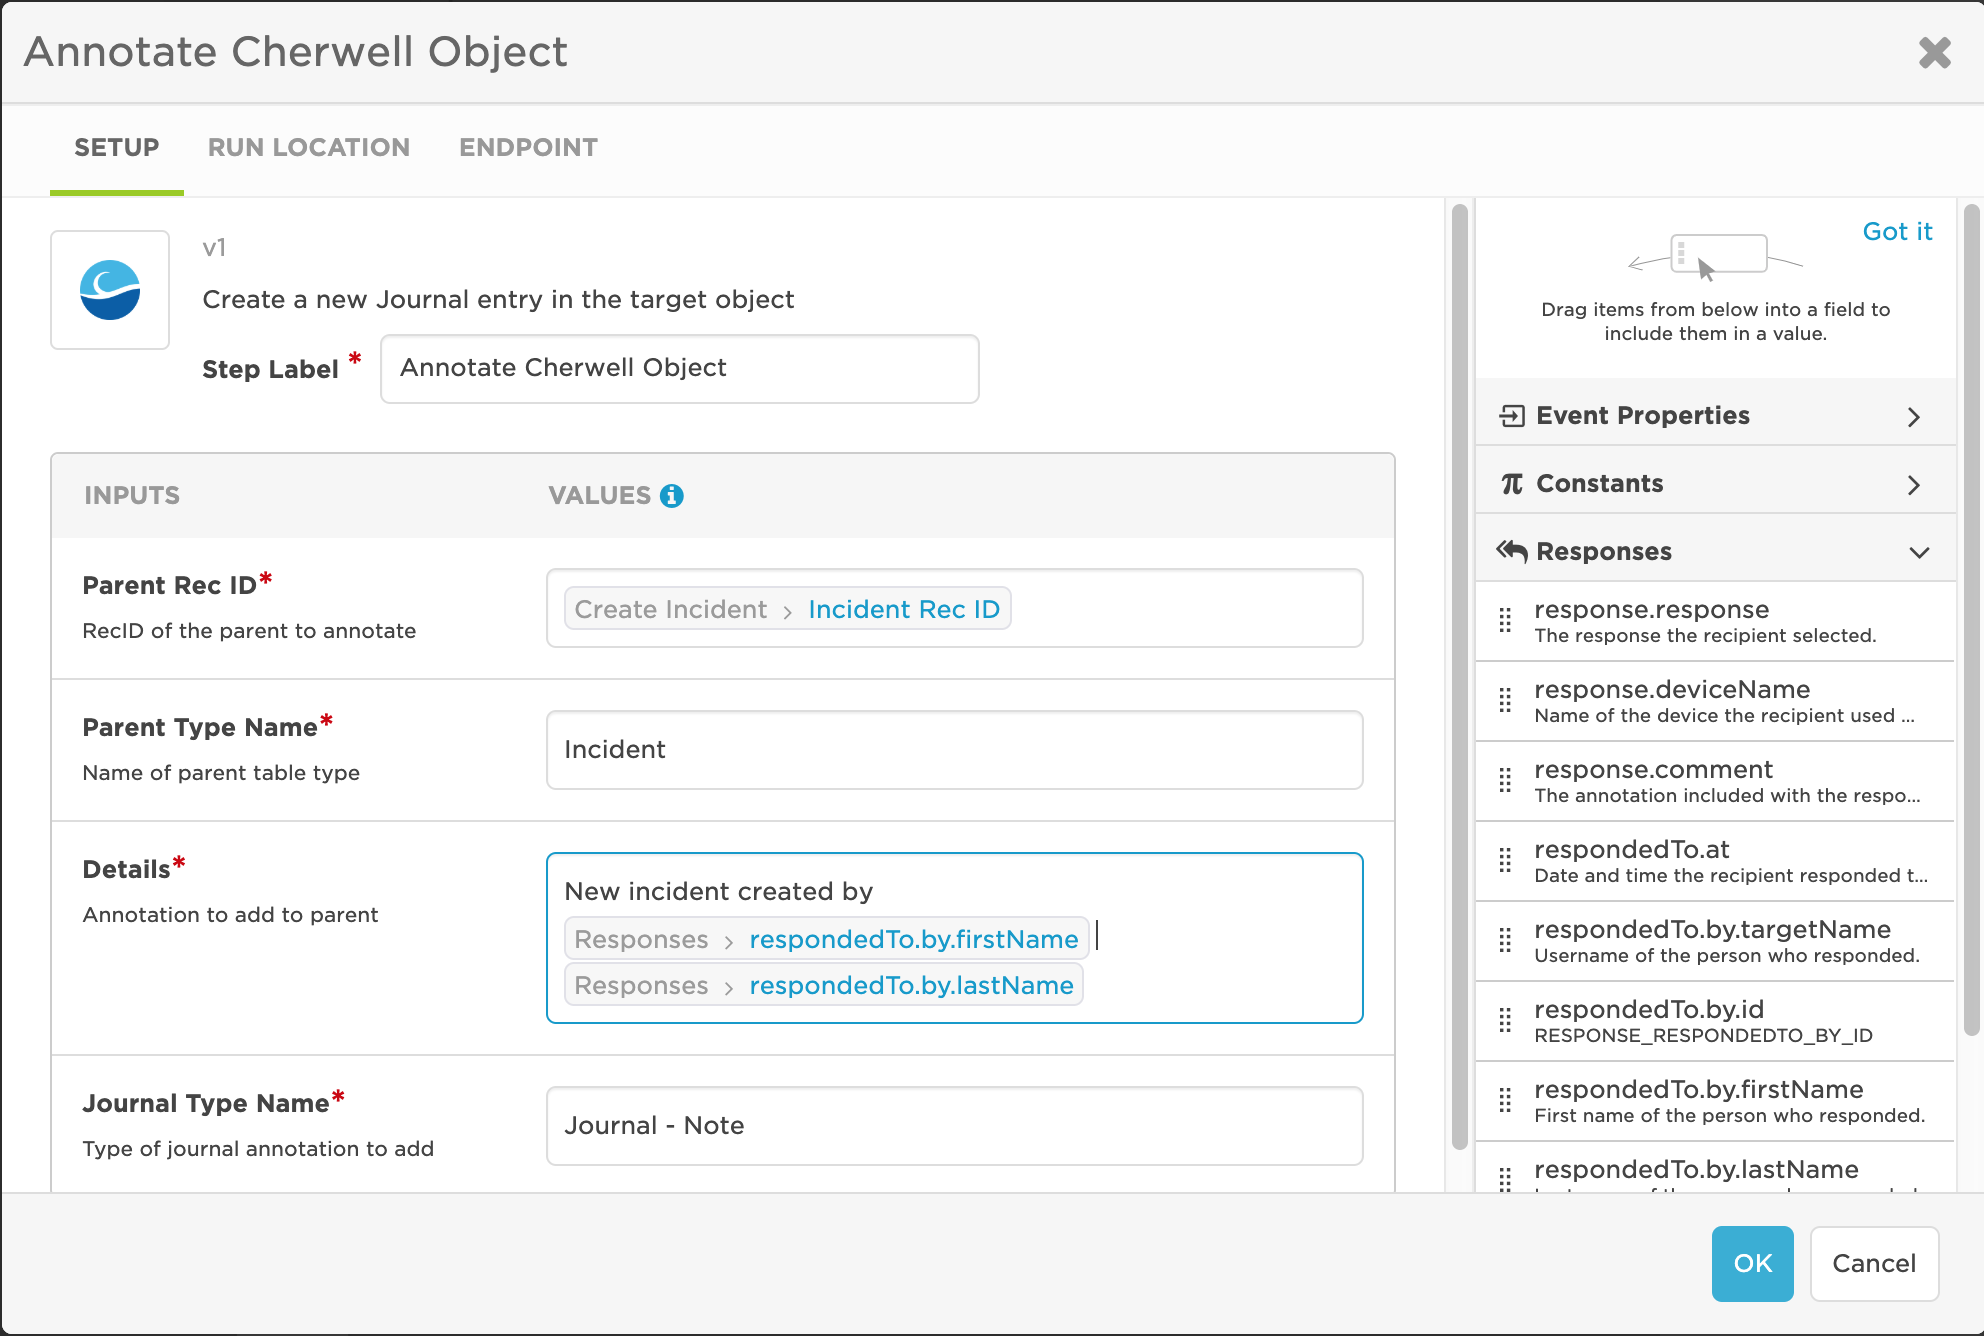 Annotate Cherwell Object
SETUP RUN LOCATION ENDPOINT
v1
Create a new Journal entry in the target object
Step Label * Annotate Cherwell Object
INPUTS VALUES
Parent Rec ID*
RecID of the parent to annotate
Create Incident > Incident Rec ID
Parent Type Name*
Name of parent table type
Incident
Details*
Annotation to add to parent
New incident created by
Responses > respondedTo.by.firstName
Responses > respondedTo.by.lastName
Journal Type Name*
Type of journal annotation to add
Journal - Note
Got it
Drag items from below into a field to
include them in a value.
Event Properties
Constants
Responses
response.response
The response the recipient selected.
response.deviceName
Name of the device the recipient used ...
response.comment
The annotation included with the respo...
respondedTo.at
Date and time the recipient responded t...
respondedTo.by.targetName
Username of the person who responded.
respondedTo.by.id
RESPONSE_RESPONDEDTO_BY_ID
respondedTo.by.firstName
First name of the person who responded.
respondedTo.by.lastName
OK Cancel